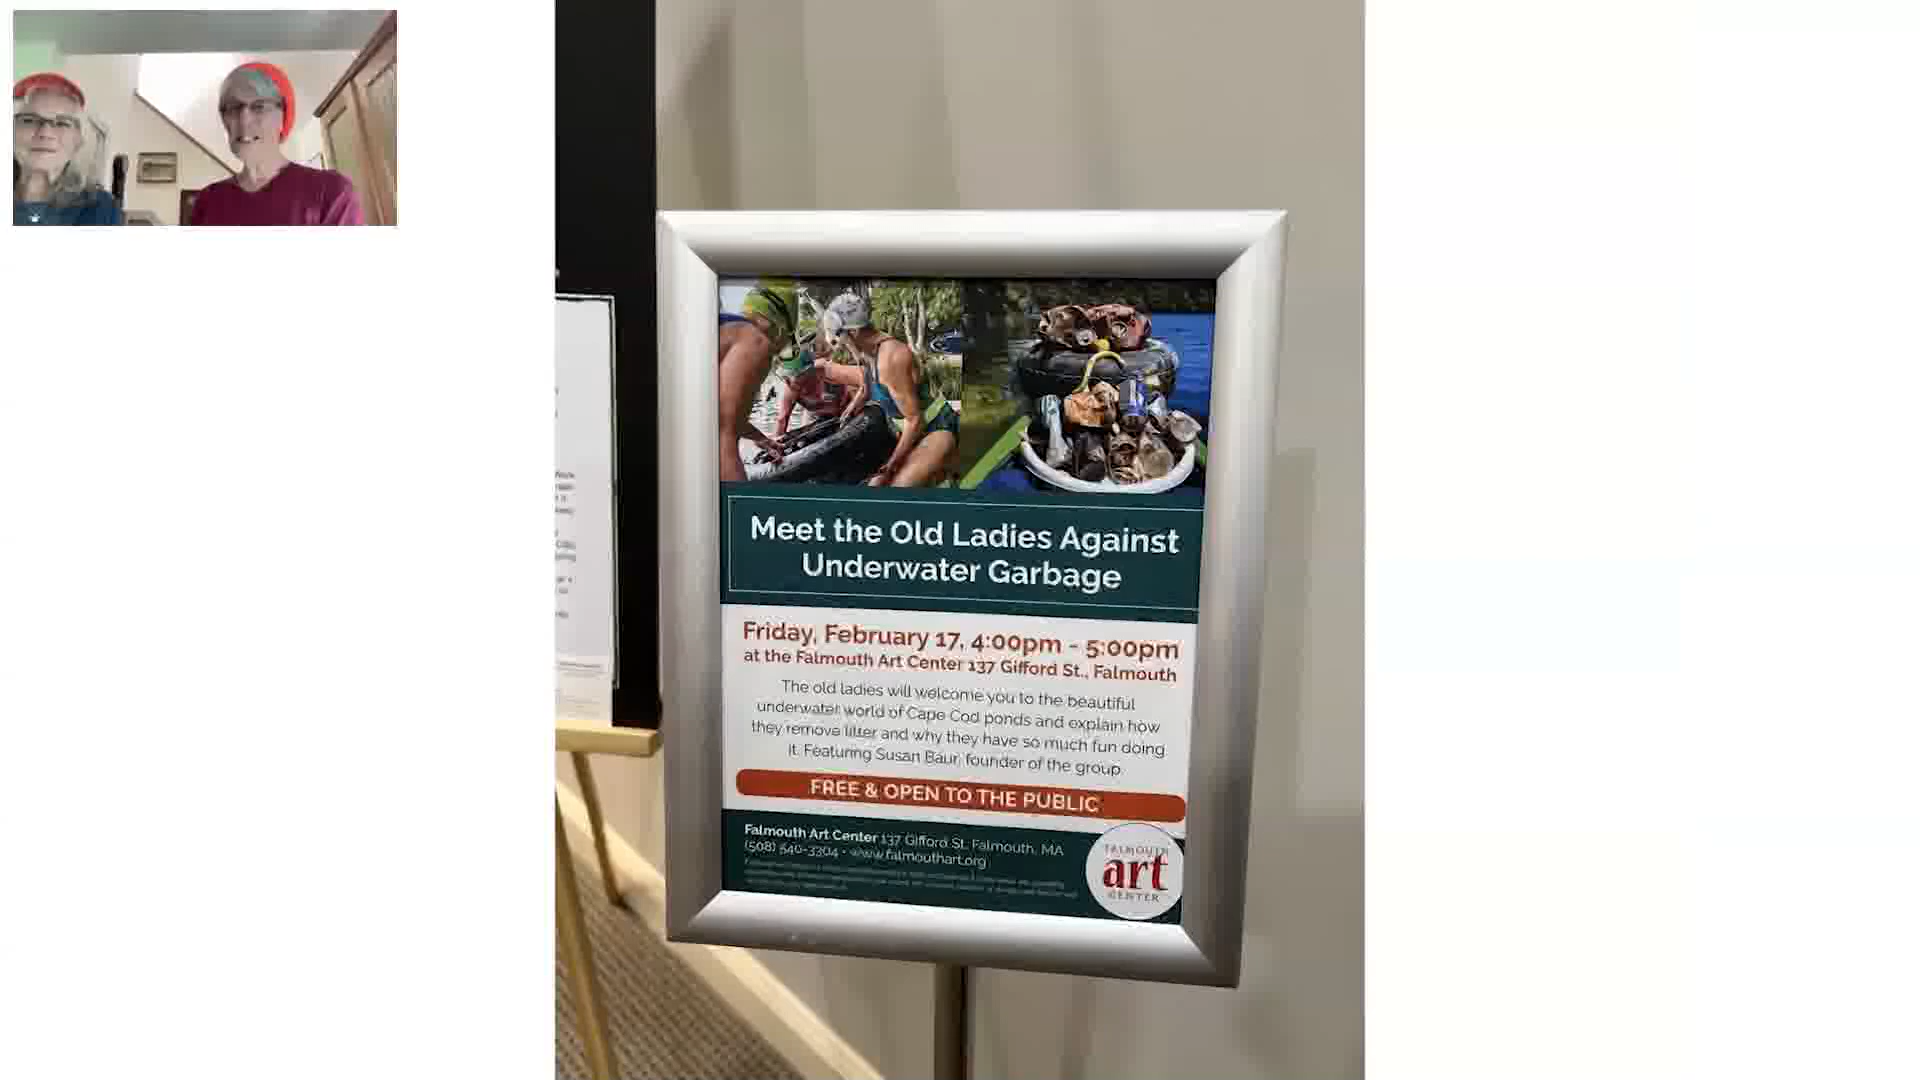 Meet the Old Ladies Against
Underwater Garbage
Friday, February 17, 4:00pm - 5:00pm
at the Falmouth Art Center 137 Gifford St., Falmouth
The old ladies will welcome you to the beautiful
underwater world of Cape Cod ponds and explain how
they remove litter and why they have so much fun doing
it. Featuring Susan Baur, founder of the group.
FREE & OPEN TO THE PUBLIC
Falmouth Art Center 137 Gifford St. Falmouth, MA
(508) 540-3304 • www.falmouthart.org
FALMOUTH
art
CENTER